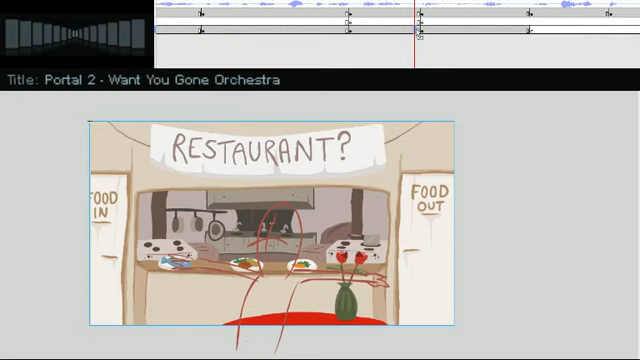 Title: Portal 2 - Want You Gone Orchestra
RESTAURANT?
FOOD
IN
FOOD
OUT